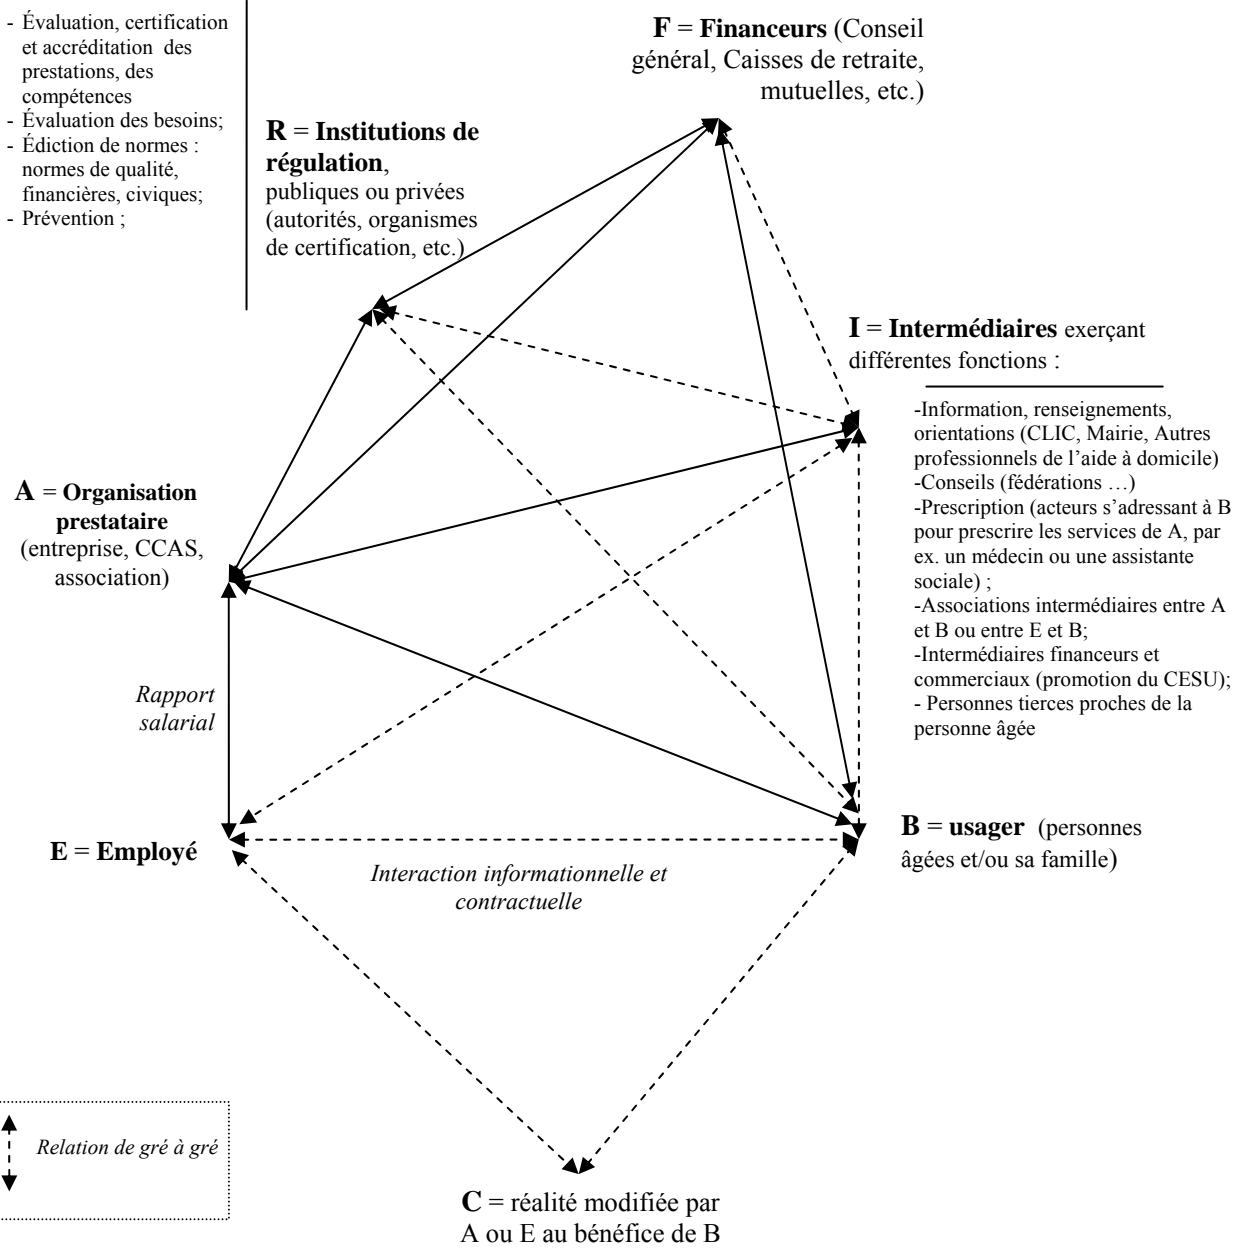 - Évaluation, certification
et accréditation des
prestations, des
compétences
- Évaluation des besoins;
- Édiction de normes :
normes de qualité,
financières, civiques;
- Prévention ;
F = Financeurs (Conseil
général, Caisses de retraite,
mutuelles, etc.)
R = Institutions de
régulation,
publiques ou privées
(autorités, organismes
de certification, etc.)
I = Intermédiaires exerçant
différentes fonctions :
-Information, renseignements,
orientations (CLIC, Mairie, Autres
professionnels de l’aide à domicile)
-Conseils (fédérations …)
-Prescription (acteurs s’adressant à B
pour prescrire les services de A, par
ex. un médecin ou une assistante
sociale) ;
-Associations intermédiaires entre A
et B ou entre E et B;
-Intermédiaires financeurs et
commerciaux (promotion du CESU);
- Personnes tierces proches de la
personne âgée
A = Organisation
prestataire
(entreprise, CCAS,
association)
Rapport
salarial
E = Employé
Interaction informationnelle et
contractuelle
B = usager (personnes
âgées et/ou sa famille)
Relation de gré à gré
C = réalité modifiée par
A ou E au bénéfice de B